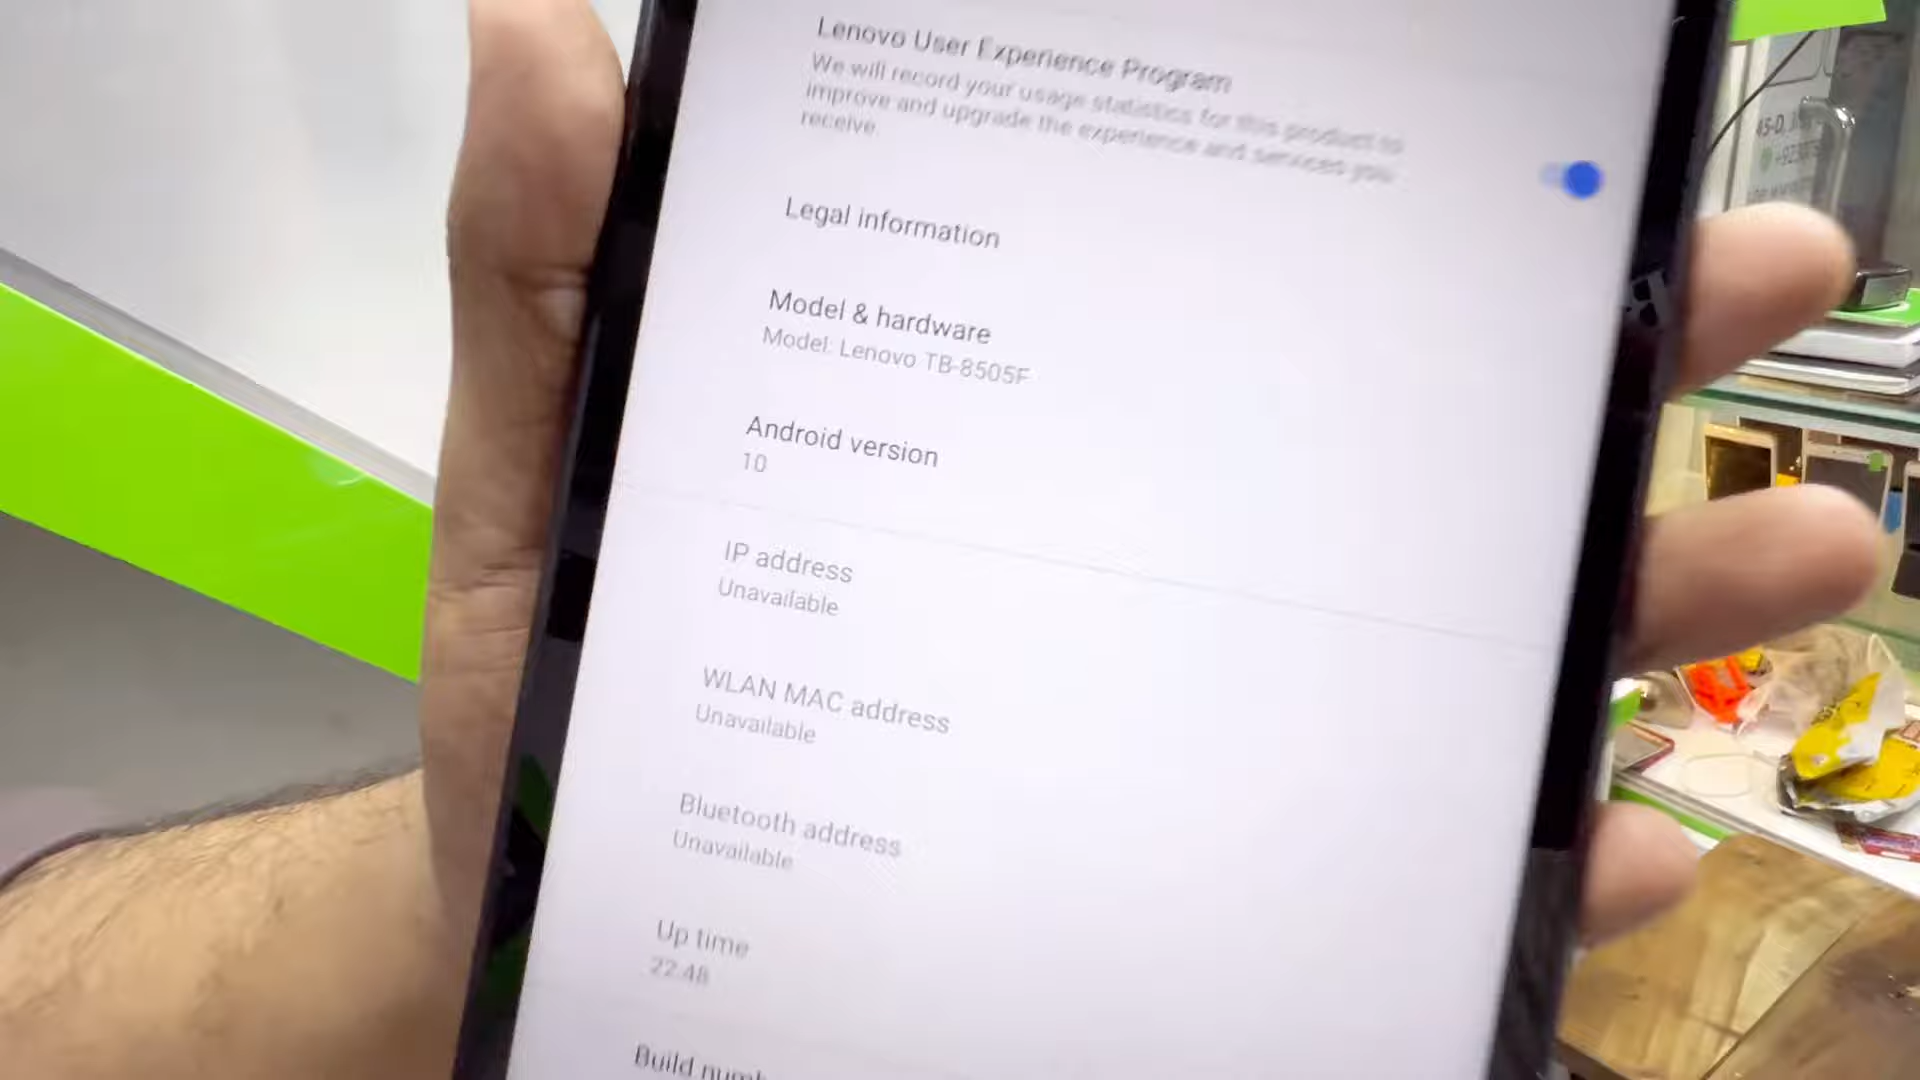 Lenovo User Experience Program
We will record your usage statistics for this product to
improve and upgrade the experience and services you
receive.
Legal information
Model & hardware
Model: Lenovo TB-8505F
Android version
10
IP address
Unavailable
WLAN MAC address
Unavailable
Bluetooth address
Unavailable
Up time
22:48
Build